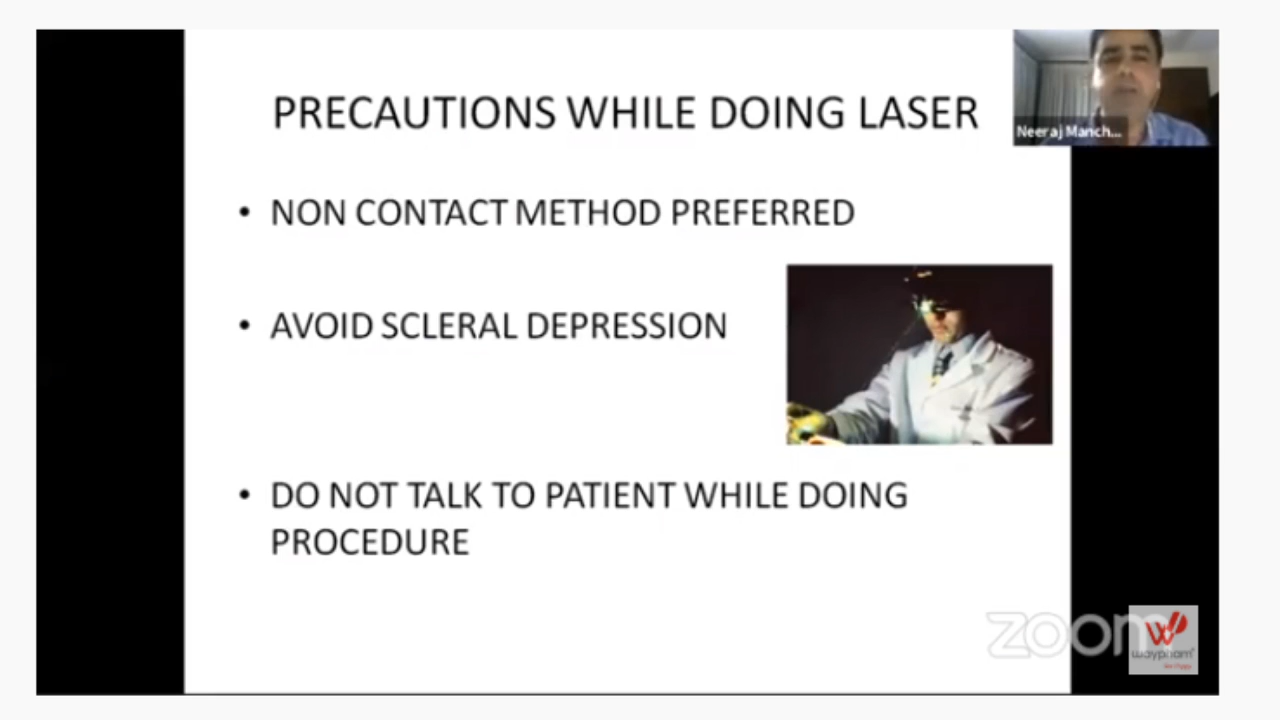 PRECAUTIONS WHILE DOING LASER
Neeraj Manch...
• NON CONTACT METHOD PREFERRED
• AVOID SCLERAL DEPRESSION
• DO NOT TALK TO PATIENT WHILE DOING
PROCEDURE
zoom